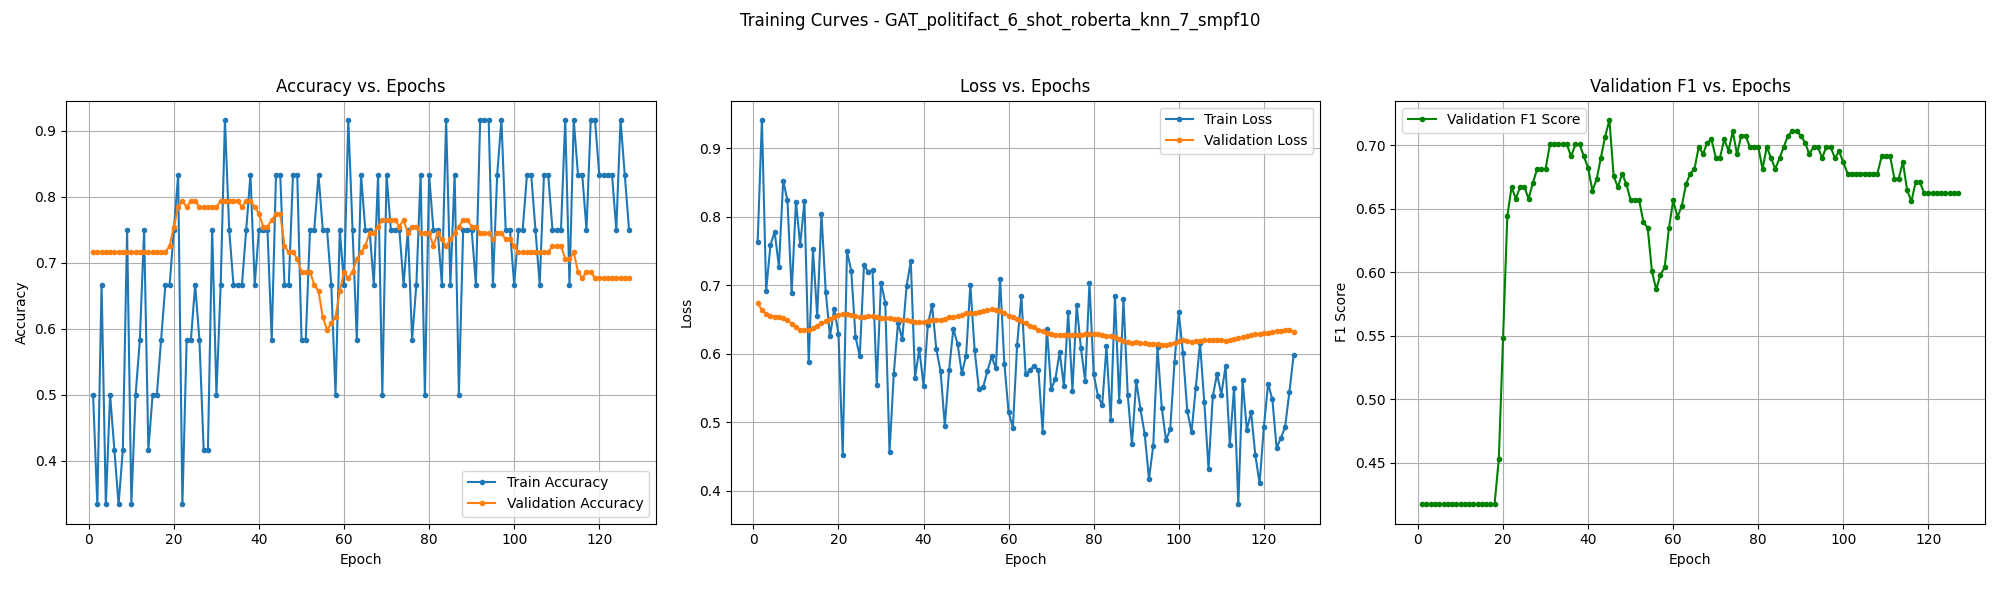 Training Curves - GAT_politifact_6_shot_roberta_knn_7_smpf10
Accuracy vs. Epochs
Accuracy
0.9
0.8
0.7
0.6
0.5
0.4
Train Accuracy
Validation Accuracy
0 20 40 60 80 100 120
Epoch
Loss vs. Epochs
Loss
0.9
0.8
0.7
0.6
0.5
0.4
Train Loss
Validation Loss
0 20 40 60 80 100 120
Epoch
Validation F1 vs. Epochs
F1 Score
0.70
0.65
0.60
0.55
0.50
0.45
Validation F1 Score
0 20 40 60 80 100 120
Epoch